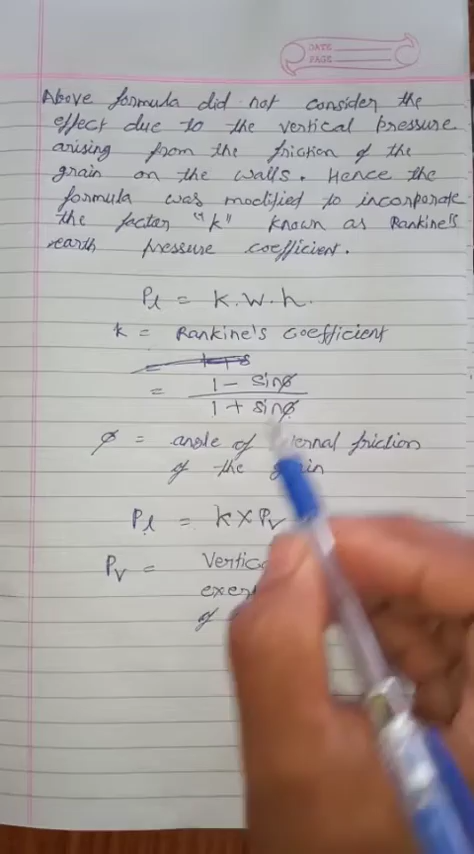 DATE
PAGE
Above formula did not consider the
effect due to the vertical pressure
arising from the friction of the
grain on the walls. Hence the
formula was modified to incorporate
the factor "k" known as Rankine's
earth pressure coefficient.
Pl = K.W.h.
k = Rankine's coefficient
= 1 - sinφ
1 + sinφ
φ = angle of friction
of the
Pl = k × Pv
Pv =
of